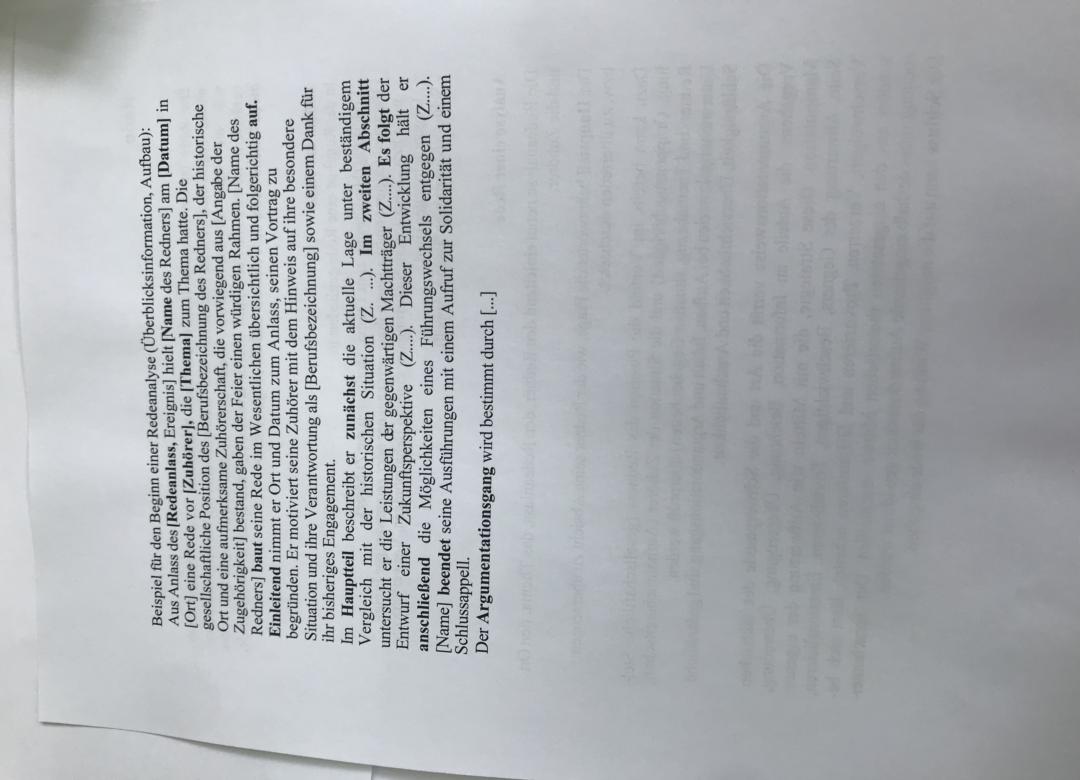 Beispiel für den Beginn einer Redeanalyse (Überblicksinformation, Aufbau):
Aus Anlass des [Redeanlass, Ereignis] hielt [Name des Redners] am [Datum] in
[Ort] eine Rede vor [Zuhörer], die [Thema] zum Thema hatte. Die
gesellschaftliche Position des [Berufsbezeichnung des Redners], der historische
Ort und eine aufmerksame Zuhörerschaft, die vorwiegend aus [Angabe der
Zugehörigkeit] bestand, gaben der Feier einen würdigen Rahmen. [Name des
Redners] baut seine Rede im Wesentlichen übersichtlich und folgerichtig auf.
Einleitend nimmt er Ort und Datum zum Anlass, seinen Vortrag zu
begründen. Er motiviert seine Zuhörer mit dem Hinweis auf ihre besondere
Situation und ihre Verantwortung als [Berufsbezeichnung] sowie einem Dank für
ihr bisheriges Engagement.
Im Hauptteil beschreibt er zunächst die aktuelle Lage unter beständigem
Vergleich mit der historischen Situation (Z. ...). Im zweiten Abschnitt
untersucht er die Leistungen der gegenwärtigen Machtträger (Z....). Es folgt der
Entwurf einer Zukunftsperspektive (Z....). Dieser Entwicklung hält er
anschließend die Möglichkeiten eines Führungswechsels entgegen (Z....).
[Name] beendet seine Ausführungen mit einem Aufruf zur Solidarität und einem
Schlussappell.
Der Argumentationsgang wird bestimmt durch [...]